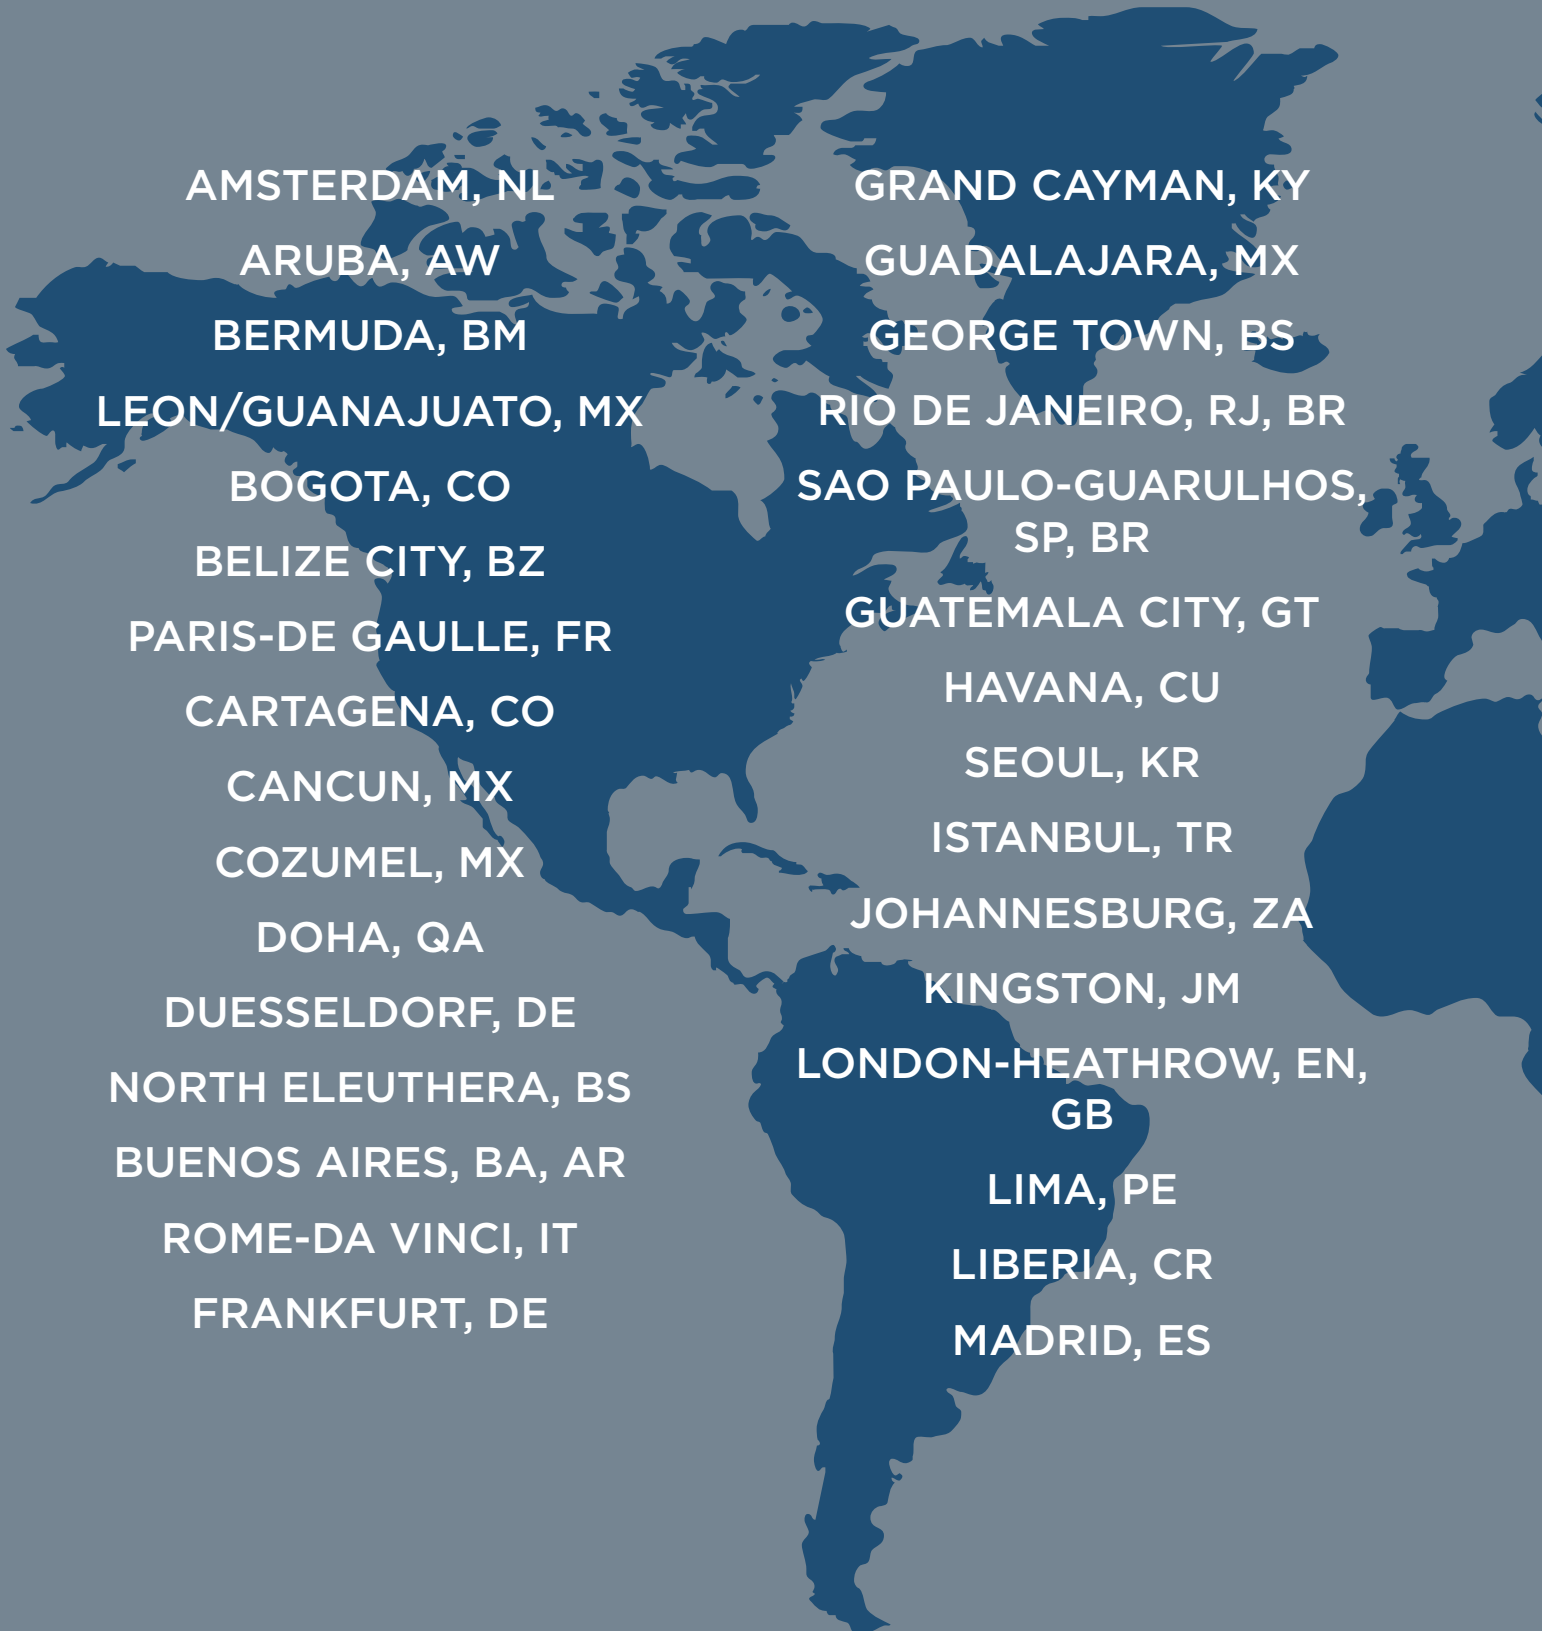 AMSTERDAM, NL
ARUBA, AW
BERMUDA, BM
LEON/GUANAJUATO, MX
BOGOTA, CO
BELIZE CITY, BZ
PARIS-DE GAULLE, FR
CARTAGENA, CO
CANCUN, MX
COZUMEL, MX
DOHA, QA
DUESSELDORF, DE
NORTH ELEUTHERA, BS
BUENOS AIRES, BA, AR
ROME-DA VINCI, IT
FRANKFURT, DE
GRAND CAYMAN, KY
GUADALAJARA, MX
GEORGE TOWN, BS
RIO DE JANEIRO, RJ, BR
SAO PAULO-GUARULHOS,
SP, BR
GUATEMALA CITY, GT
HAVANA, CU
SEOUL, KR
ISTANBUL, TR
JOHANNESBURG, ZA
KINGSTON, JM
LONDON-HEATHROW, EN,
GB
LIMA, PE
LIBERIA, CR
MADRID, ES